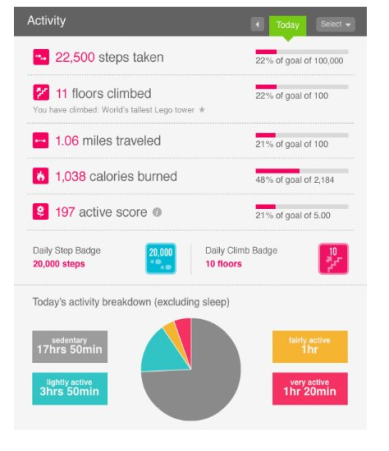 Activity
Today
Select
22,500 steps taken
22% of goal of 100,000
11 floors climbed
22% of goal of 100
You have climbed: World's tallest Lego tower
1.06 miles traveled
21% of goal of 100
1,038 calories burned
48% of goal of 2,184
197 active score
21% of goal of 5.00
Daily Step Badge
20,000 steps
20,000
Daily Climb Badge
10 floors
10
Today's activity breakdown (excluding sleep)
sedentary
17hrs 50min
lightly active
3hrs 50min
fairly active
1hr
very active
1hr 20min